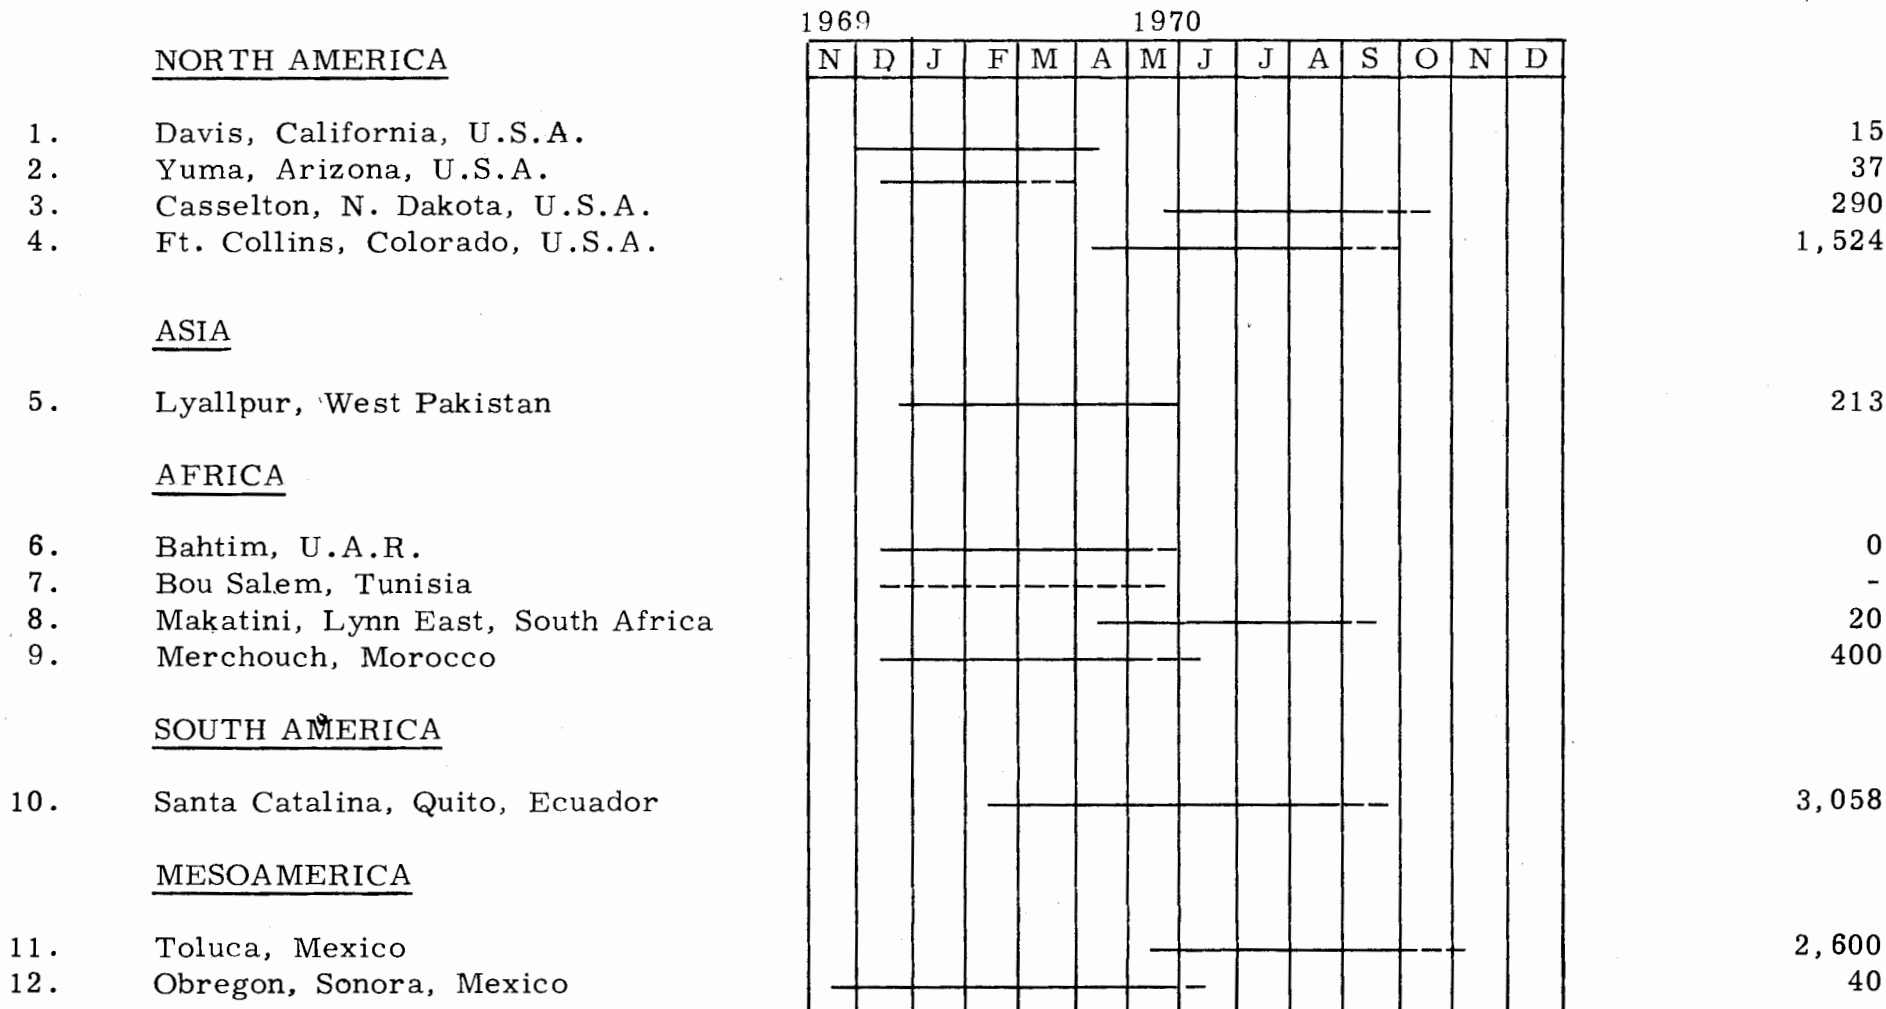 1969 1970
NORTH AMERICA N D J F M A M J J A S O N D
1. Davis, California, U.S.A. 15
2. Yuma, Arizona, U.S.A. 37
3. Casselton, N. Dakota, U.S.A. 290
4. Ft. Collins, Colorado, U.S.A. 1,524
ASIA
5. Lyallpur, West Pakistan 213
AFRICA
6. Bahtim, U.A.R. 0
7. Bou Salem, Tunisia -
8. Makatini, Lynn East, South Africa 20
9. Merchouch, Morocco 400
SOUTH AMERICA
10. Santa Catalina, Quito, Ecuador 3,058
MESOAMERICA
11. Toluca, Mexico 2,600
12. Obregon, Sonora, Mexico 40